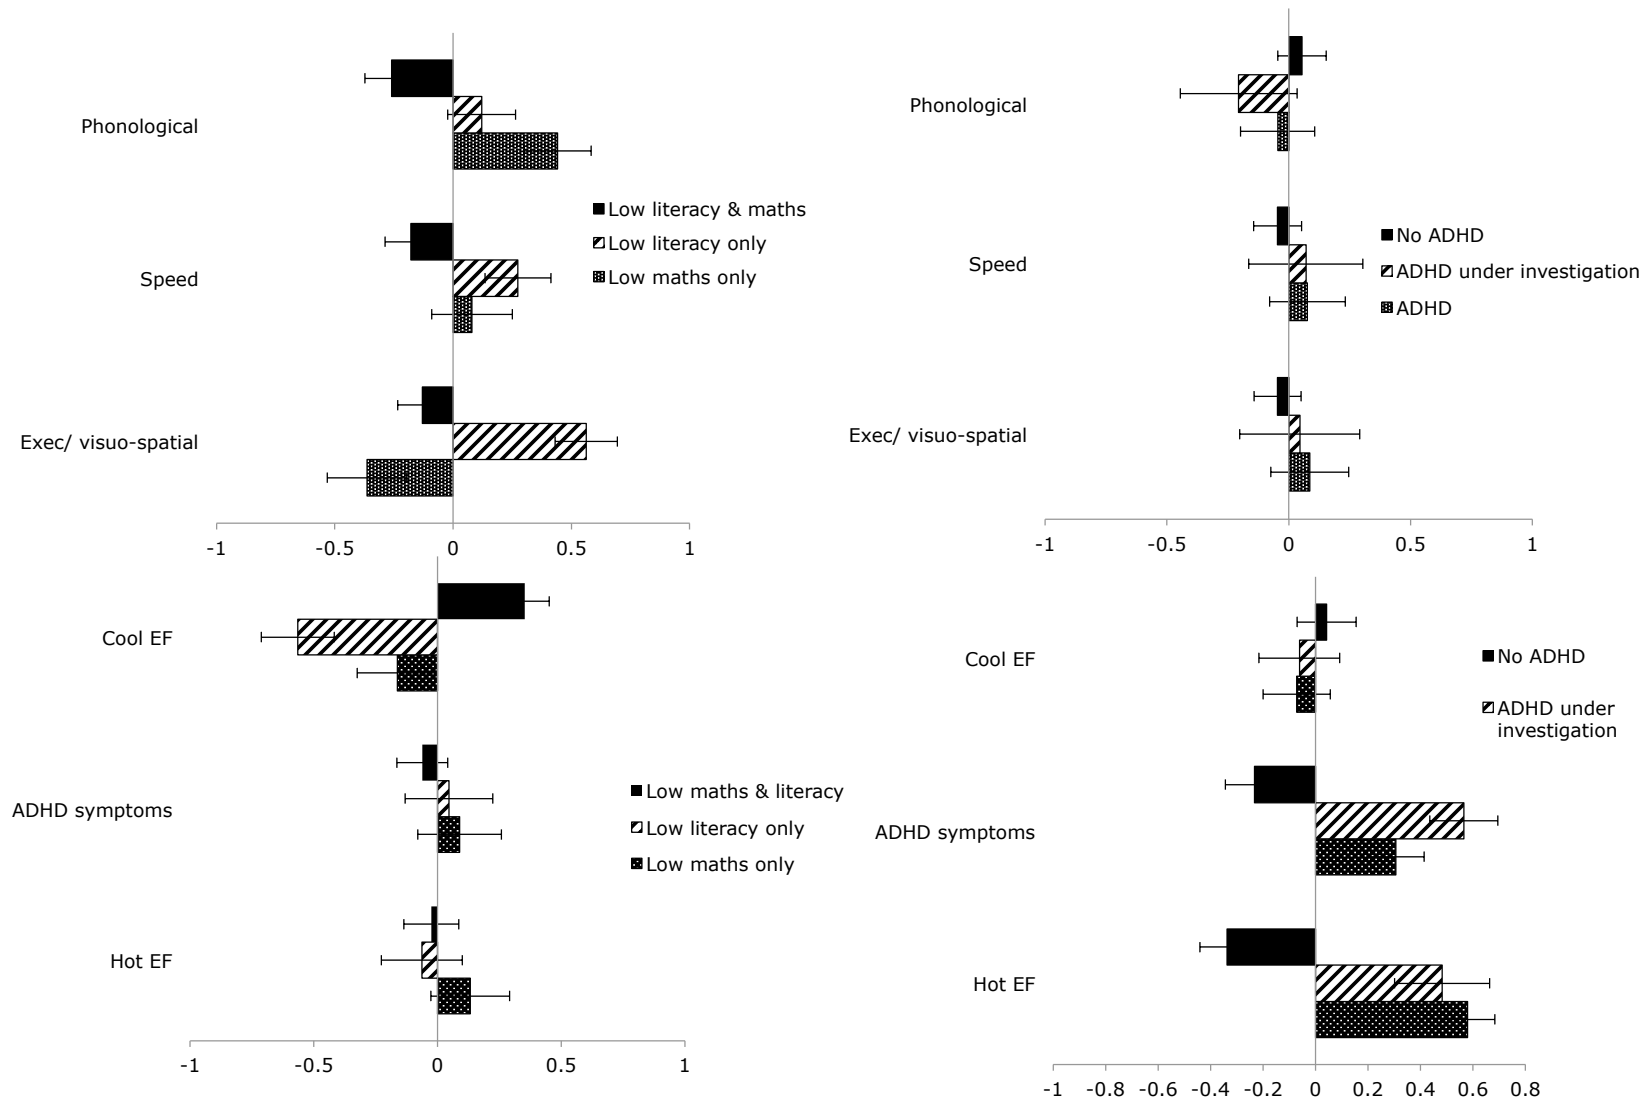 Phonological
Speed
Exec/ visuo-spatial
Low literacy & maths
Low literacy only
Low maths only
-1 -0.5 0 0.5 1
Phonological
Speed
Exec/ visuo-spatial
No ADHD
ADHD under investigation
ADHD
-1 -0.5 0 0.5 1
Cool EF
ADHD symptoms
Hot EF
Low maths & literacy
Low literacy only
Low maths only
-1 -0.5 0 0.5 1
Cool EF
ADHD symptoms
Hot EF
No ADHD
ADHD under
investigation
-1 -0.8 -0.6 -0.4 -0.2 0 0.2 0.4 0.6 0.8